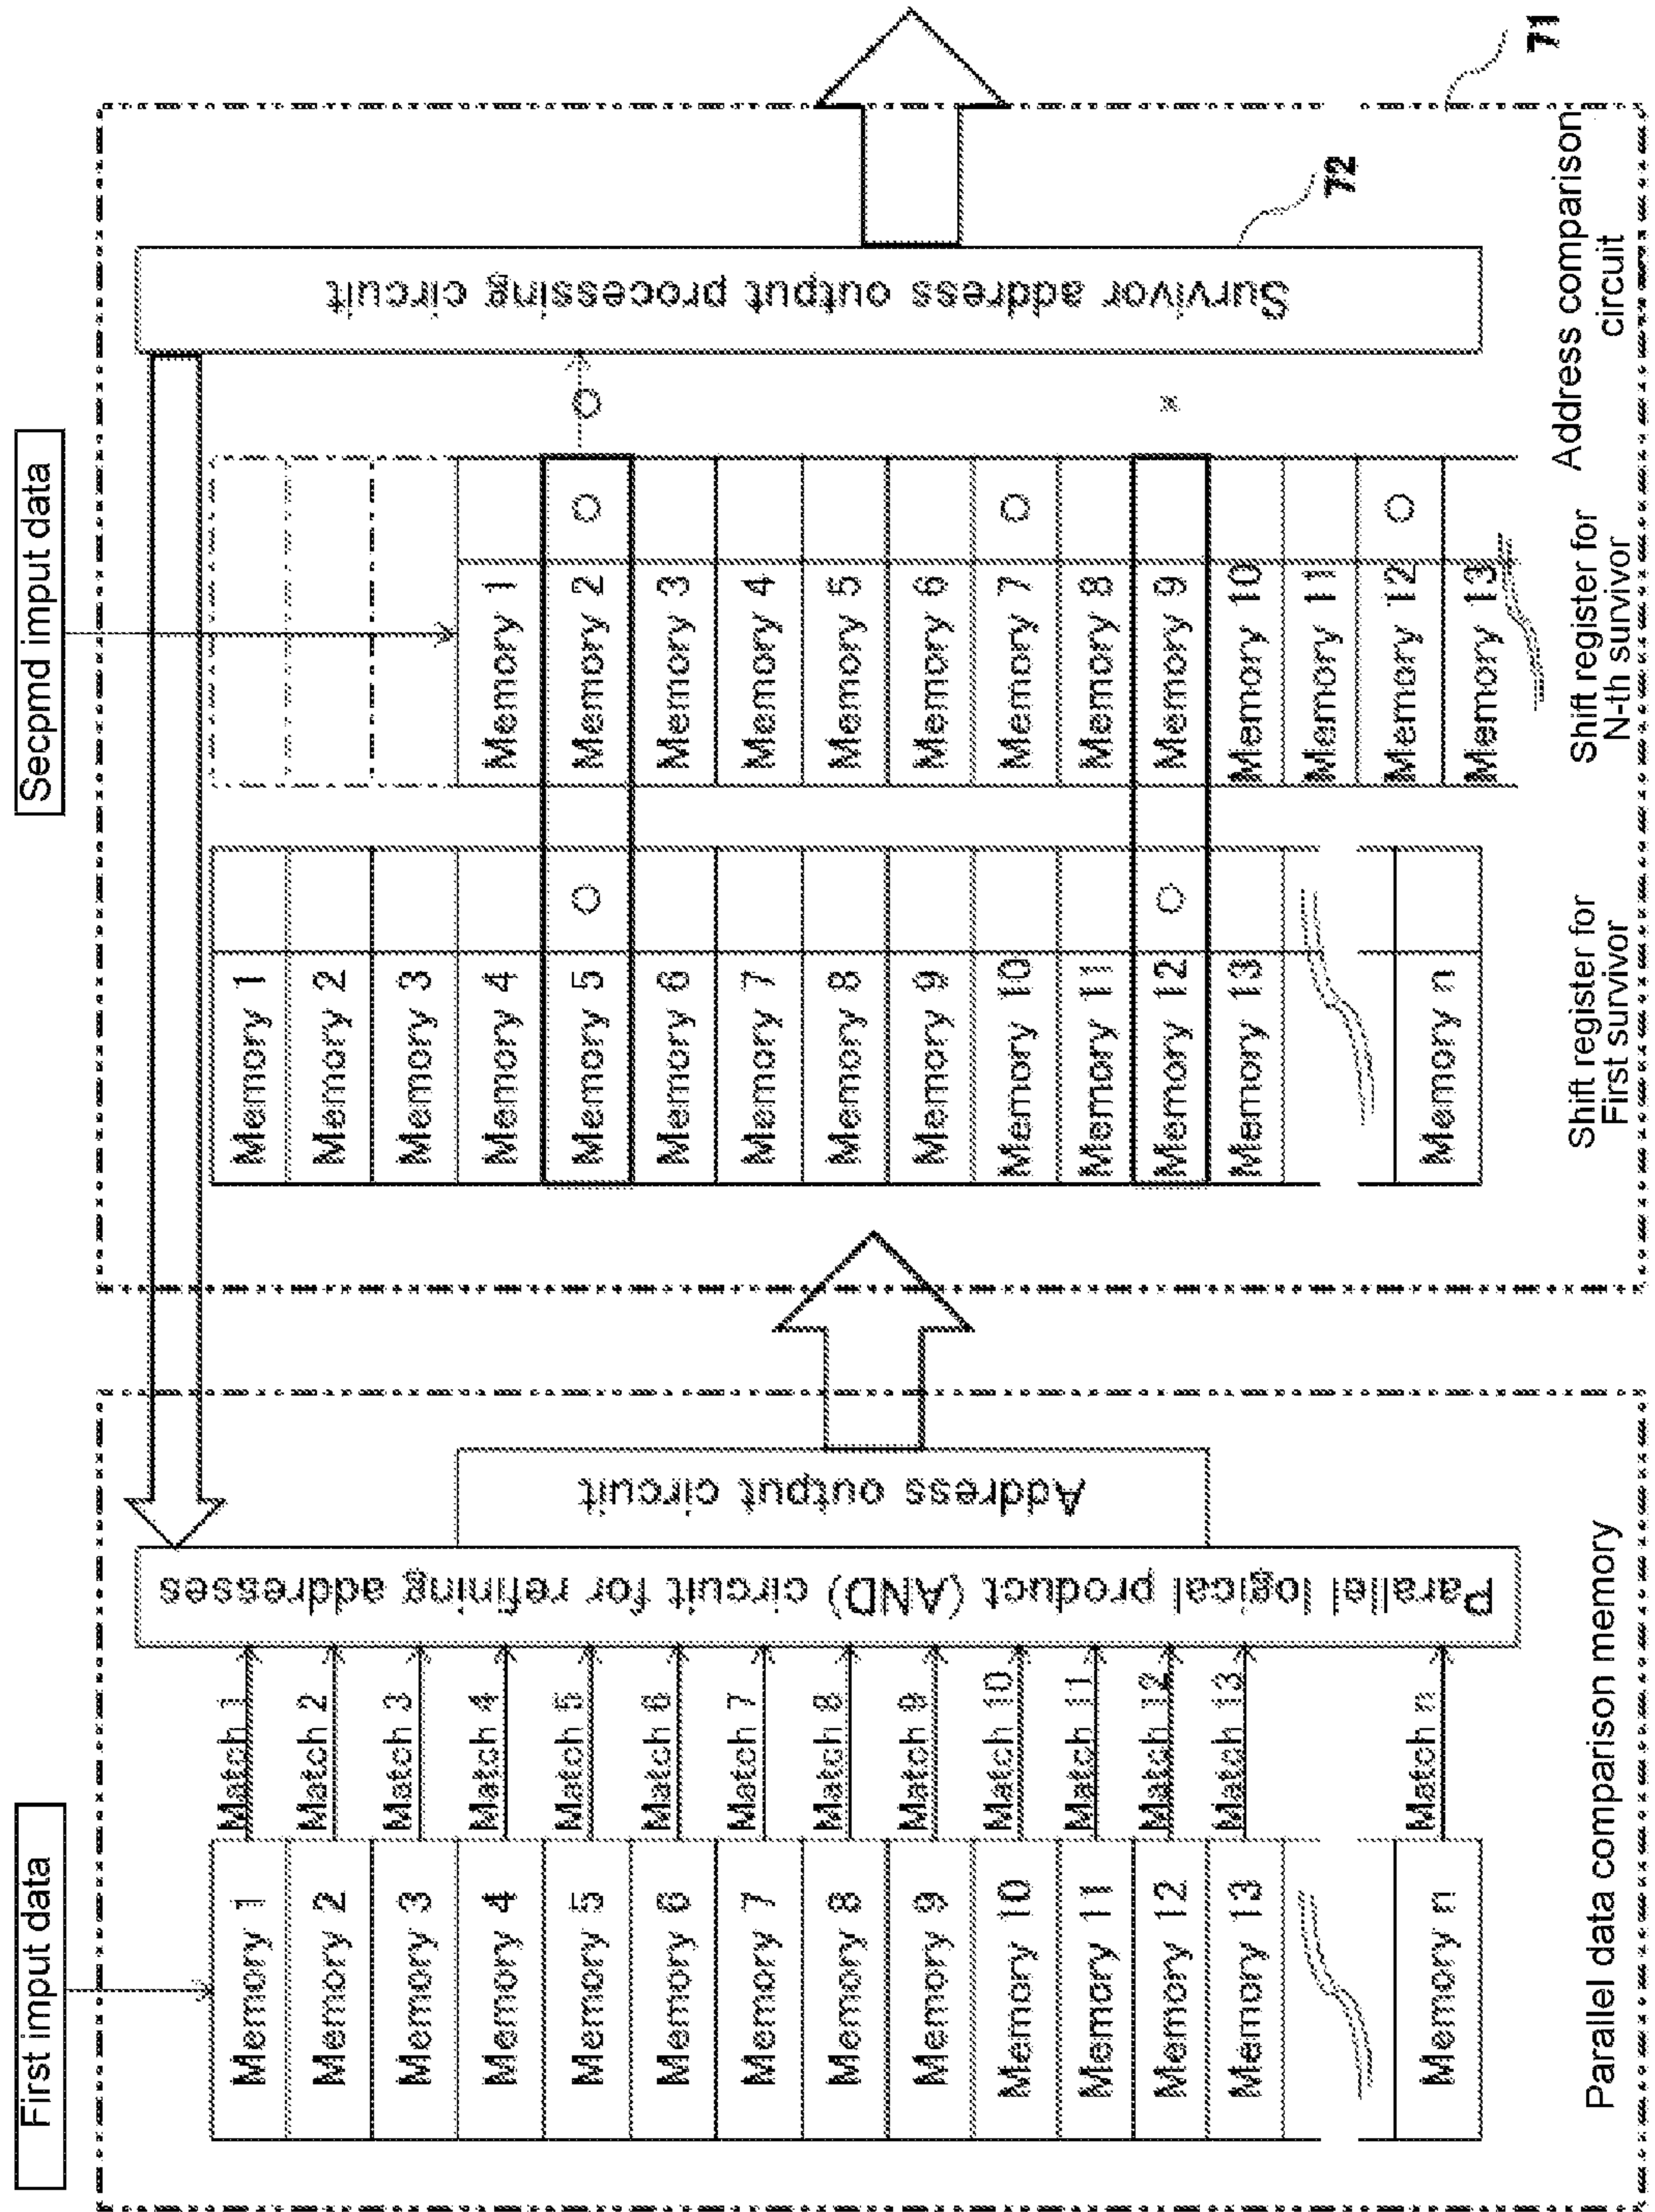 First input data
Memory 1
Match 1
Memory 2
Match 2
Memory 3
Match 3
Memory 4
Match 4
Memory 5
Match 5
Memory 6
Match 6
Memory 7
Match 7
Memory 8
Match 8
Memory 9
Match 9
Memory 10
Match 10
Memory 11
Match 11
Memory 12
Match 12
Memory 13
Match 13
Memory n
Match n
Parallel logical product (AND) circuit for refining addresses
Address output circuit
Parallel data comparison memory
Secpmd input data
Memory 1
Memory 2
Memory 3
Memory 4
Memory 5
Memory 6
Memory 7
Memory 8
Memory 9
Memory 10
Memory 11
Memory 12
Memory 13
Memory n
Shift register for
First survivor
Memory 1
Memory 2
Memory 3
Memory 4
Memory 5
Memory 6
Memory 7
Memory 8
Memory 9
Memory 10
Memory 11
Memory 12
Memory 13
Shift register for
N-th survivor
Survivor address output processing circuit
72
Address comparison
circuit
71